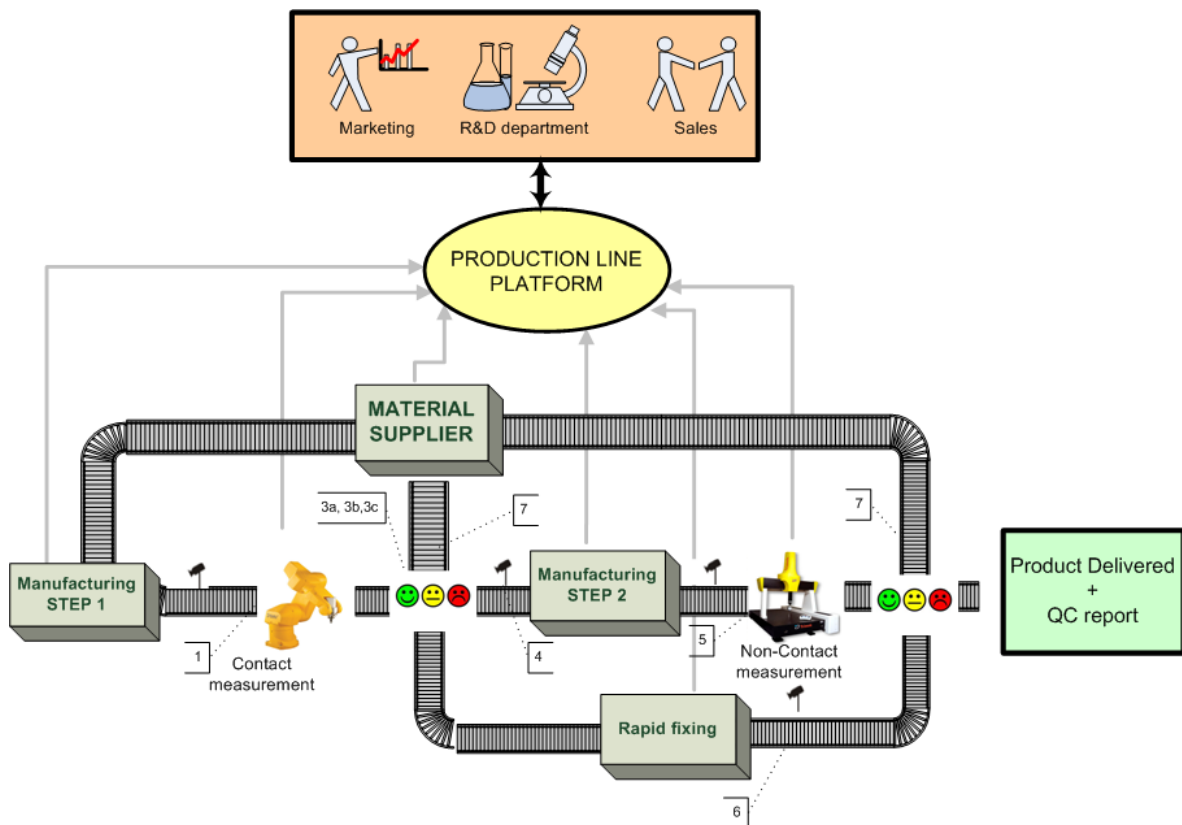 Marketing
R&D department
Sales
PRODUCTION LINE
PLATFORM
MATERIAL
SUPPLIER
3a, 3b,3c
7
7
Manufacturing
STEP 1
Manufacturing
STEP 2
Product Delivered
+
QC report
1
Contact
measurement
4
5
Non-Contact
measurement
Rapid fixing
6